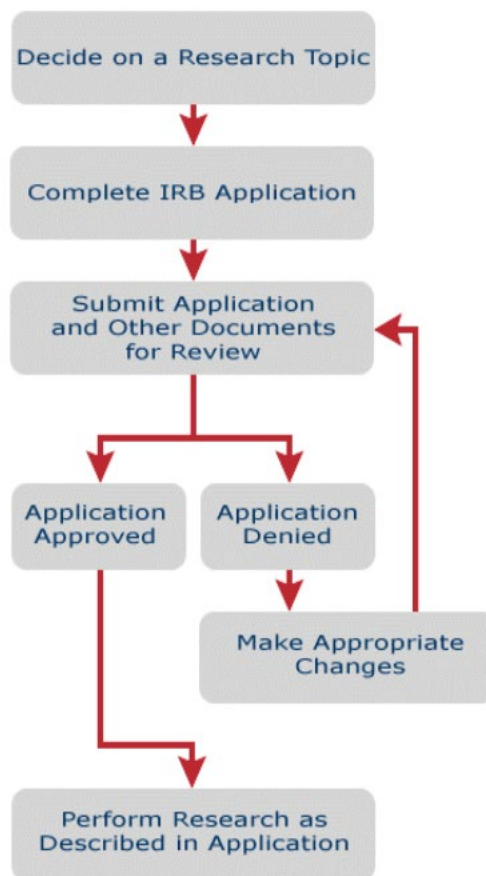 Decide on a Research Topic
Complete IRB Application
Submit Application
and Other Documents
for Review
Application
Approved
Application
Denied
Make Appropriate
Changes
Perform Research as
Described in Application